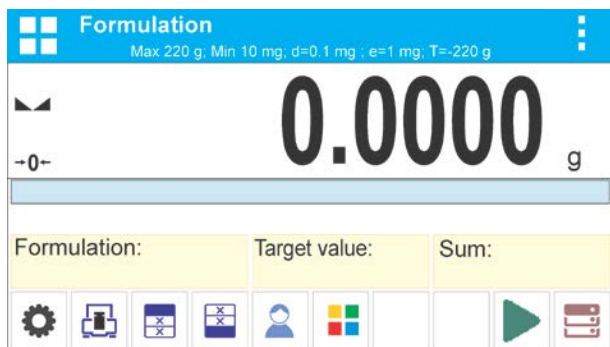 Formulation
Max 220 g; Min 10 mg; d=0.1 mg ; e=1 mg; T=-220 g
0.0000 g
→0←
Formulation: Target value: Sum: